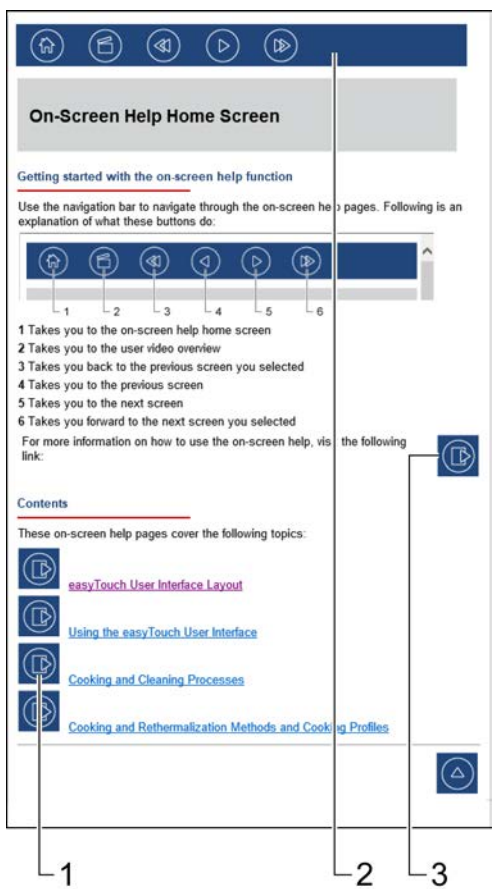 On-Screen Help Home Screen
Getting started with the on-screen help function
Use the navigation bar to navigate through the on-screen help pages. Following is an
explanation of what these buttons do:
1 2 3 4 5 6
1 Takes you to the on-screen help home screen
2 Takes you to the user video overview
3 Takes you back to the previous screen you selected
4 Takes you to the previous screen
5 Takes you to the next screen
6 Takes you forward to the next screen you selected
For more information on how to use the on-screen help, visit the following
link:
Contents
These on-screen help pages cover the following topics:
easyTouch User Interface Layout
Using the easyTouch User Interface
Cooking and Cleaning Processes
Cooking and Rethermalization Methods and Cooking Profiles
1 2 3